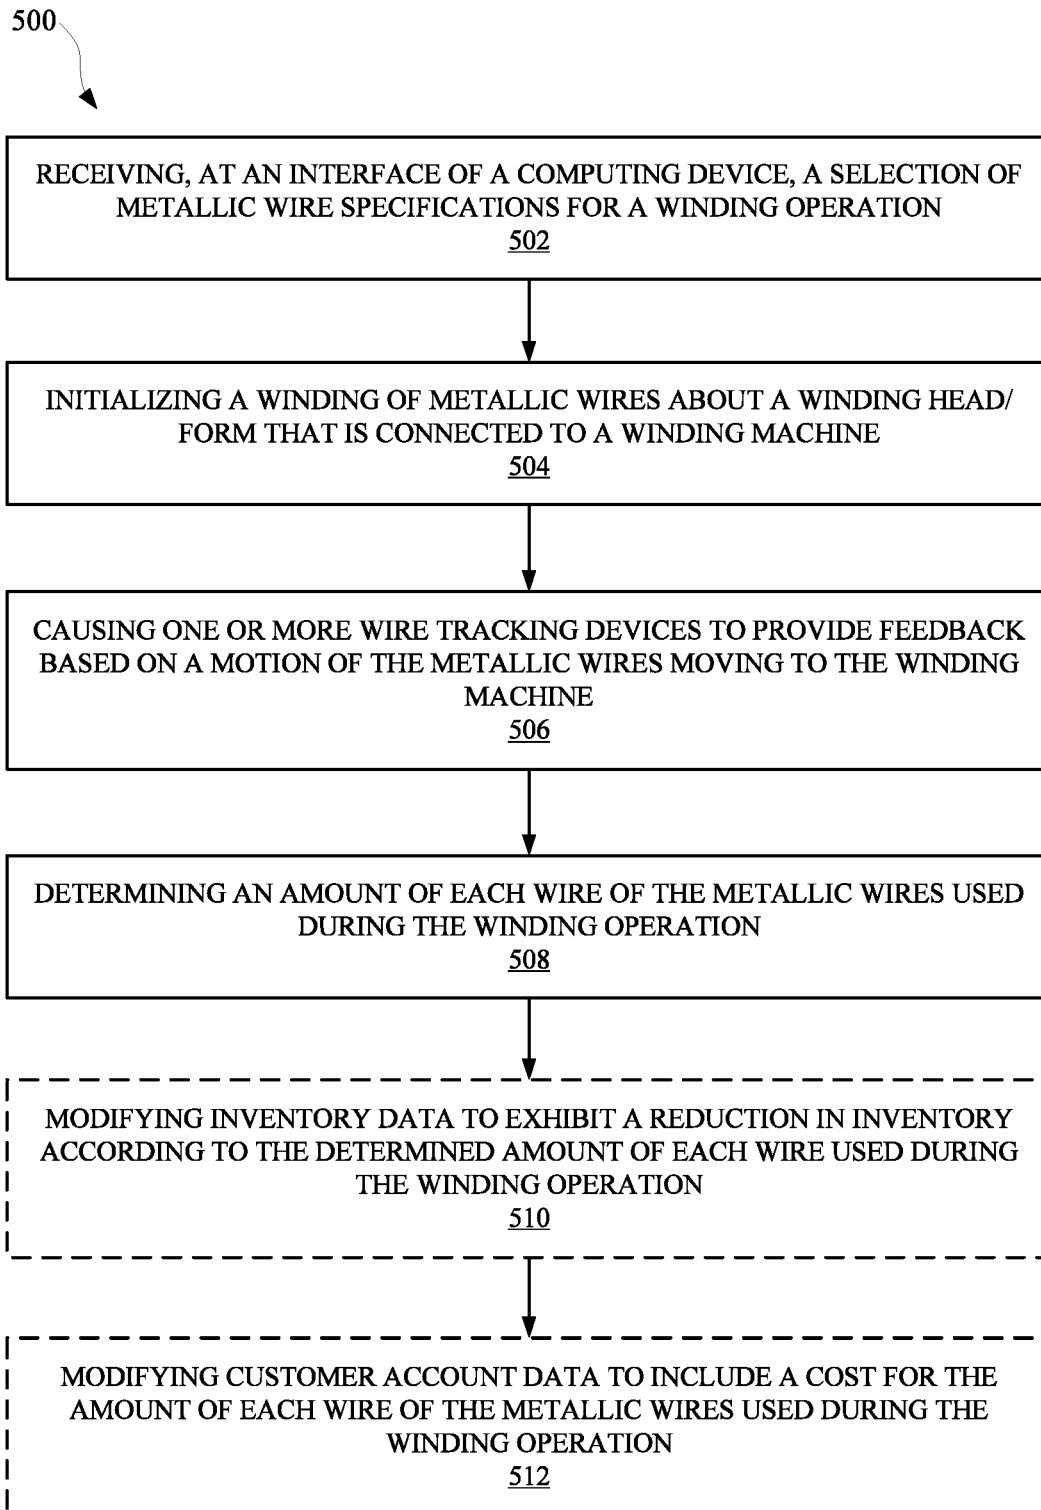 500
RECEIVING, AT AN INTERFACE OF A COMPUTING DEVICE, A SELECTION OF
METALLIC WIRE SPECIFICATIONS FOR A WINDING OPERATION
502
INITIALIZING A WINDING OF METALLIC WIRES ABOUT A WINDING HEAD/
FORM THAT IS CONNECTED TO A WINDING MACHINE
504
CAUSING ONE OR MORE WIRE TRACKING DEVICES TO PROVIDE FEEDBACK
BASED ON A MOTION OF THE METALLIC WIRES MOVING TO THE WINDING
MACHINE
506
DETERMINING AN AMOUNT OF EACH WIRE OF THE METALLIC WIRES USED
DURING THE WINDING OPERATION
508
MODIFYING INVENTORY DATA TO EXHIBIT A REDUCTION IN INVENTORY
ACCORDING TO THE DETERMINED AMOUNT OF EACH WIRE USED DURING
THE WINDING OPERATION
510
MODIFYING CUSTOMER ACCOUNT DATA TO INCLUDE A COST FOR THE
AMOUNT OF EACH WIRE OF THE METALLIC WIRES USED DURING THE
WINDING OPERATION
512